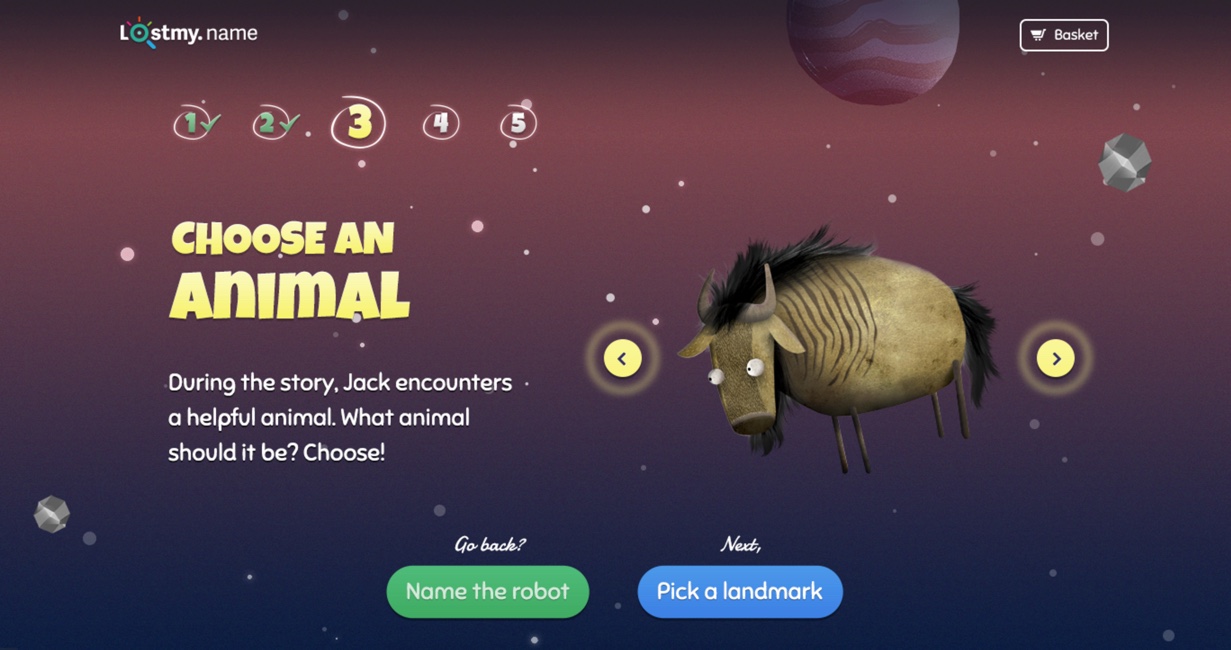 Lostmy.name
Basket
1 2 3 4 5
CHOOSE AN
ANIMAL
During the story, Jack encounters
a helpful animal. What animal
should it be? Choose!
Go back?
Next,
Name the robot
Pick a landmark